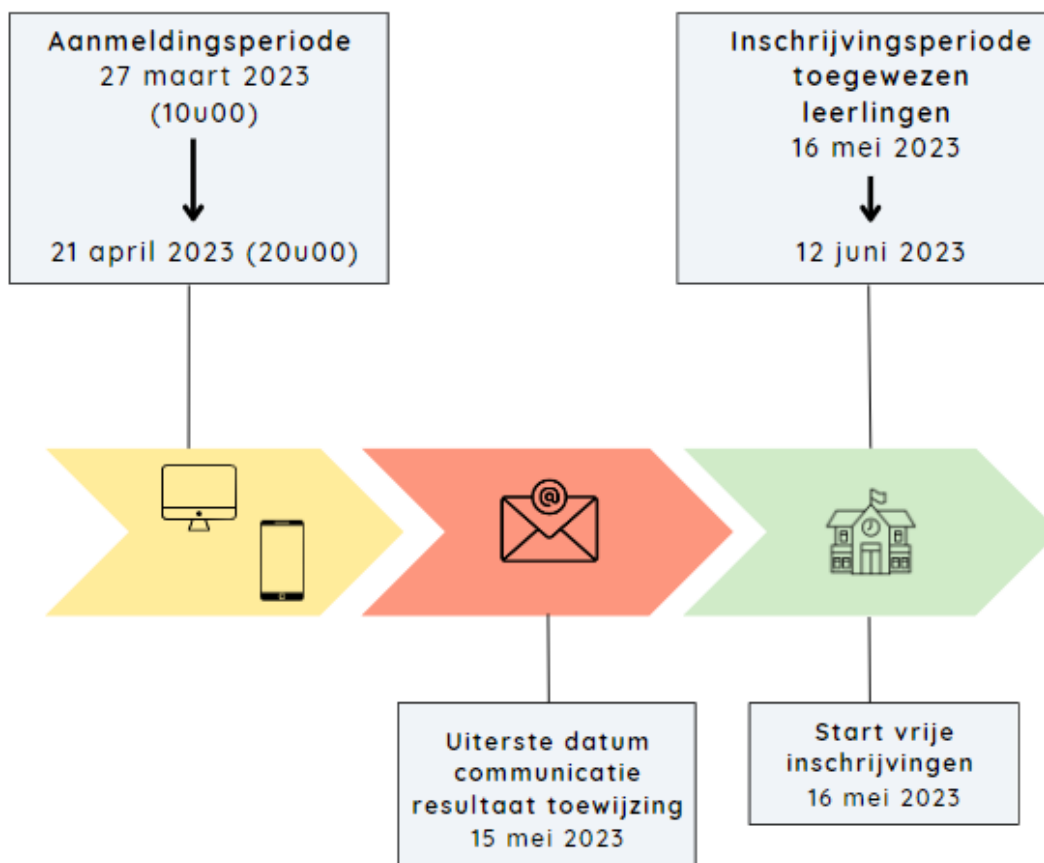 Aanmeldingsperiode
27 maart 2023
(10u00)
21 april 2023 (20u00)
Inschrijvingsperiode
toegewezen
leerlingen
16 mei 2023
12 juni 2023
@
Uiterste datum
communicatie
resultaat toewijzing
15 mei 2023
Start vrije
inschrijvingen
16 mei 2023